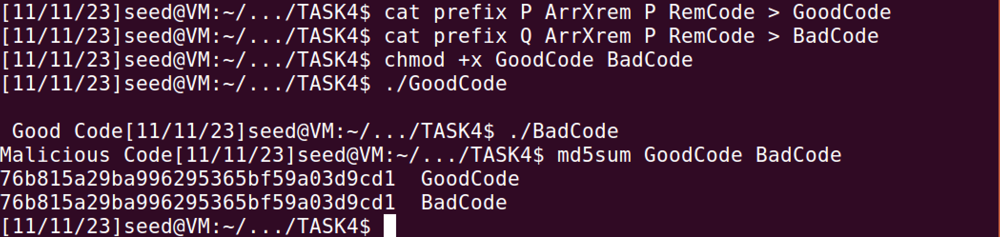 [11/11/23]seed@VM:~/.../TASK4$ cat prefix P ArrXrem P RemCode > GoodCode
[11/11/23]seed@VM:~/.../TASK4$ cat prefix Q ArrXrem P RemCode > BadCode
[11/11/23]seed@VM:~/.../TASK4$ chmod +x GoodCode BadCode
[11/11/23]seed@VM:~/.../TASK4$ ./GoodCode
Good Code[11/11/23]seed@VM:~/.../TASK4$ ./BadCode
Malicious Code[11/11/23]seed@VM:~/.../TASK4$ md5sum GoodCode BadCode
76b815a29ba996295365bf59a03d9cd1  GoodCode
76b815a29ba996295365bf59a03d9cd1  BadCode
[11/11/23]seed@VM:~/.../TASK4$